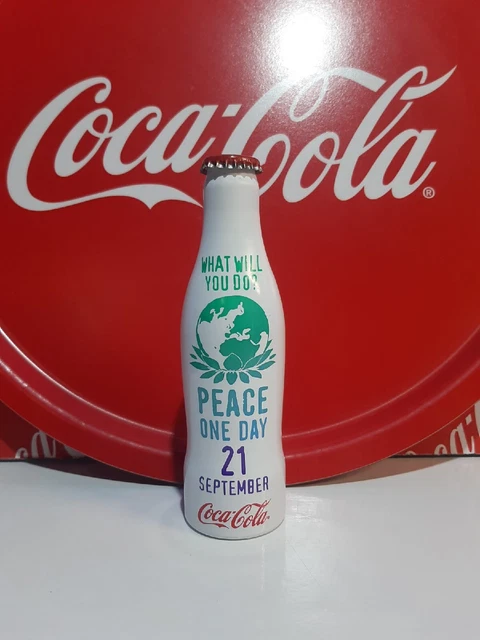 Coca-Cola®
WHAT WILL
YOU DO?
PEACE
ONE DAY
21
SEPTEMBER
Coca-Cola